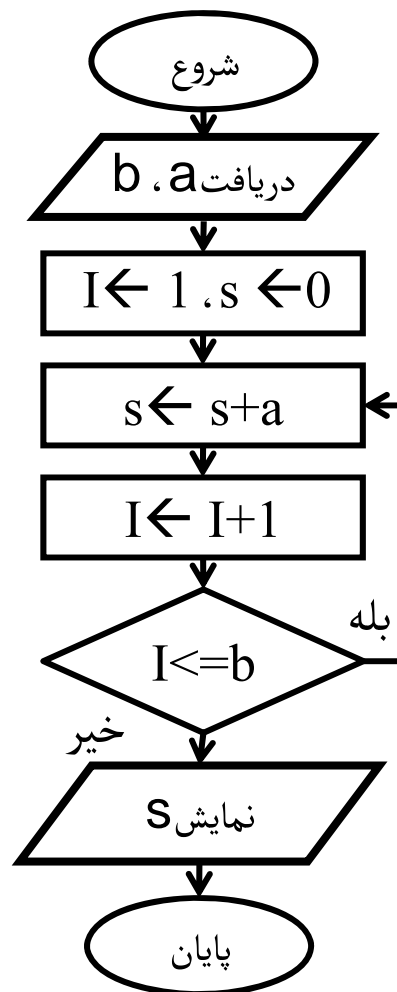 شروع
دریافت b ، a
I← 1 ، s ←0
s← s+a
I← I+1
بله
I<=b
خیر
نمایش s
پایان